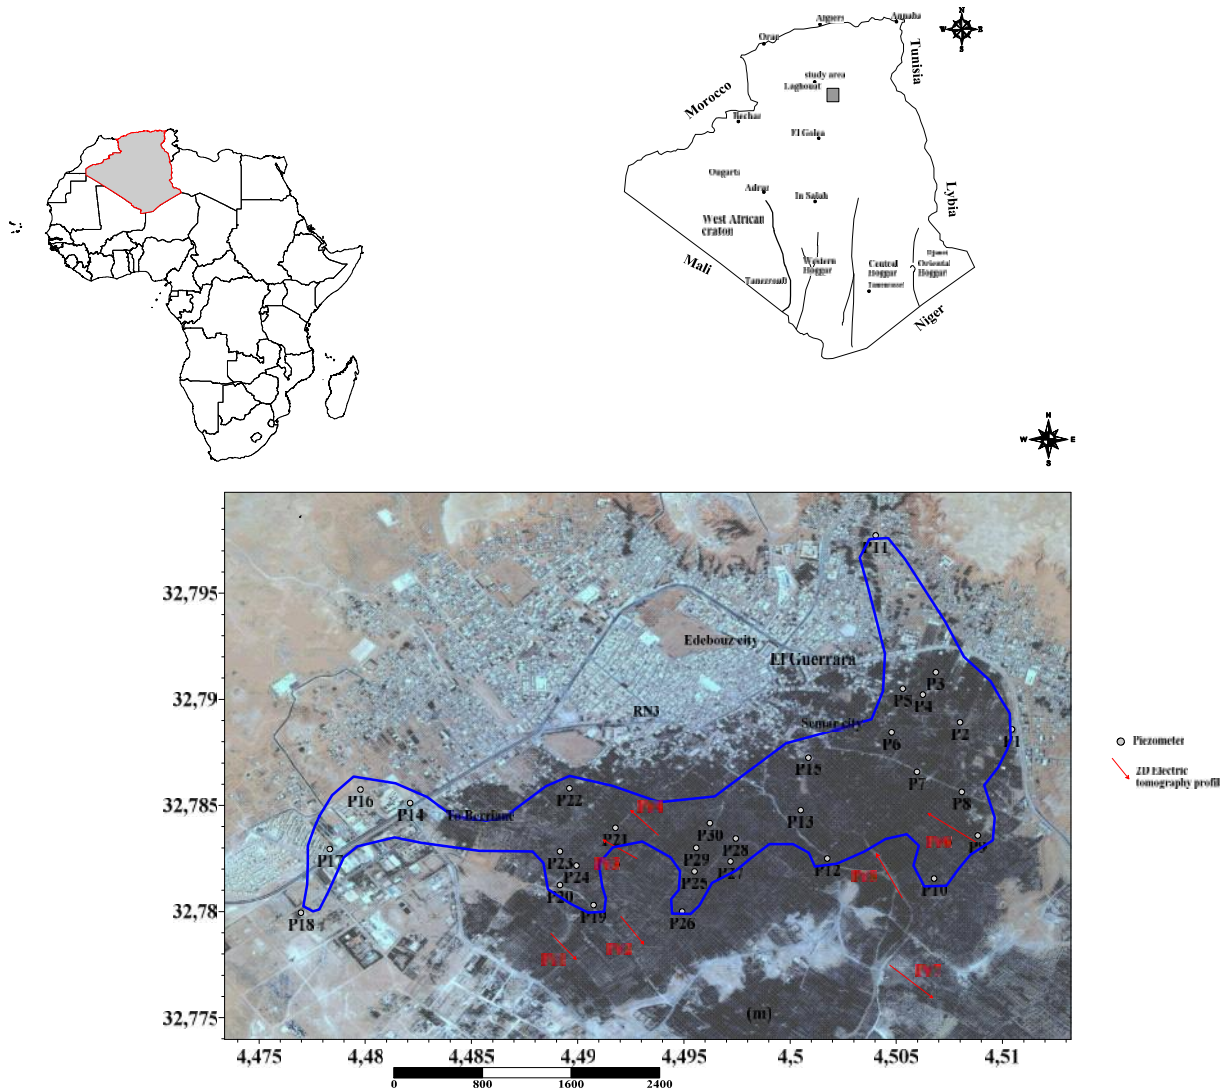 N
W E
S
Algiers
Annaba
Oran
Tunisia
study area
Laghouat
Morocco
Bechar
El Golea
Ougarta
Adrar
In Salah
Lybia
West African
craton
Mali
Western
Hoggar
Central
Hoggar
Oriental
Hoggar
Niger
N
W E
S
P11
32,795
Edebouz city
El Guerrara
P3
P5
P4
32,79
RN3
Semar city
P2
P1
P6
Piezometer
P15
P7
2D Electric
tomography profil
P16
P22
P8
32,785
P14
To Berriane
P13
P30
P21
P28
P9
P17
P23
P29
P24
P27
P12
P25
P10
P20
32,78
P18
P19
P26
32,775
(m)
4,475 4,48 4,485 4,49 4,495 4,5 4,505 4,51
0 800 1600 2400